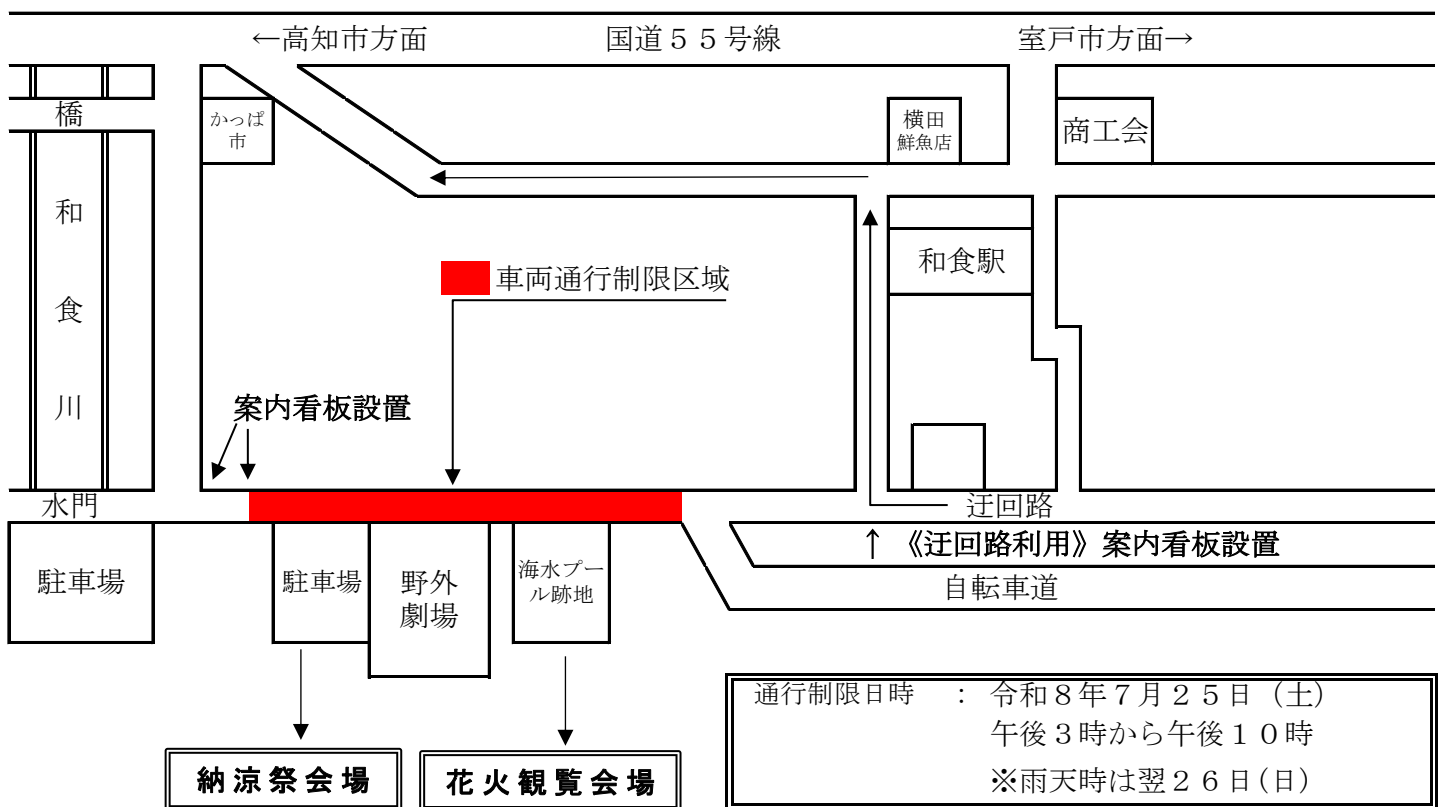 ←高知市方面
国道５５号線
室戸市方面→
橋
かっぱ
市
横田
鮮魚店
商工会
和食川
和食駅
車両通行制限区域
案内看板設置
水門
迂回路
↑ 《迂回路利用》案内看板設置
駐車場
駐車場
野外
劇場
海水プー
ル跡地
自転車道
納涼祭会場
花火観覧会場
通行制限日時 ： 令和８年７月２５日（土）
午後３時から午後１０時
※雨天時は翌２６日(日)